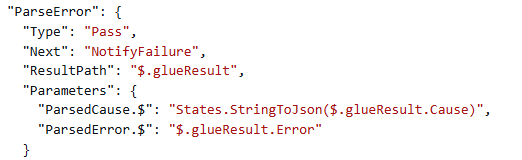 "ParseError": {
  "Type": "Pass",
  "Next": "NotifyFailure",
  "ResultPath": "$.glueResult",
  "Parameters": {
    "ParsedCause.$": "States.StringToJson($.glueResult.Cause)",
    "ParsedError.$": "$.glueResult.Error"
  }